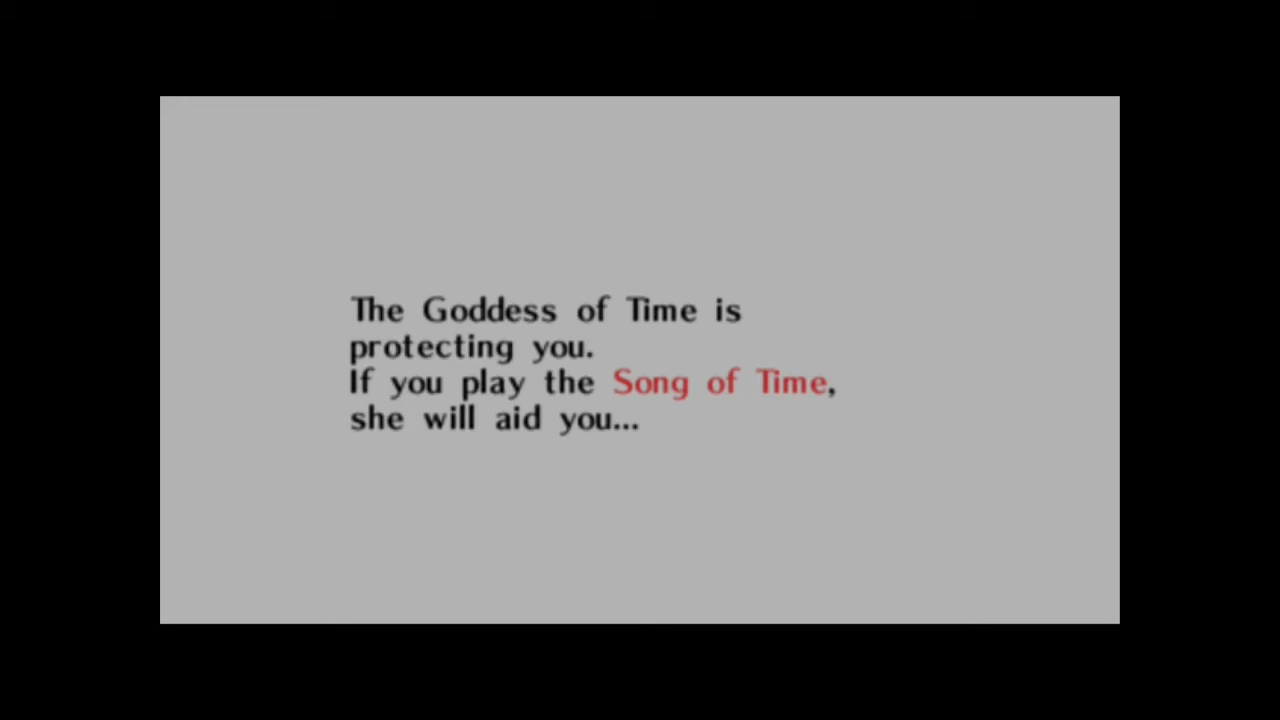 The Goddess of Time is
protecting you.
If you play the Song of Time,
she will aid you...